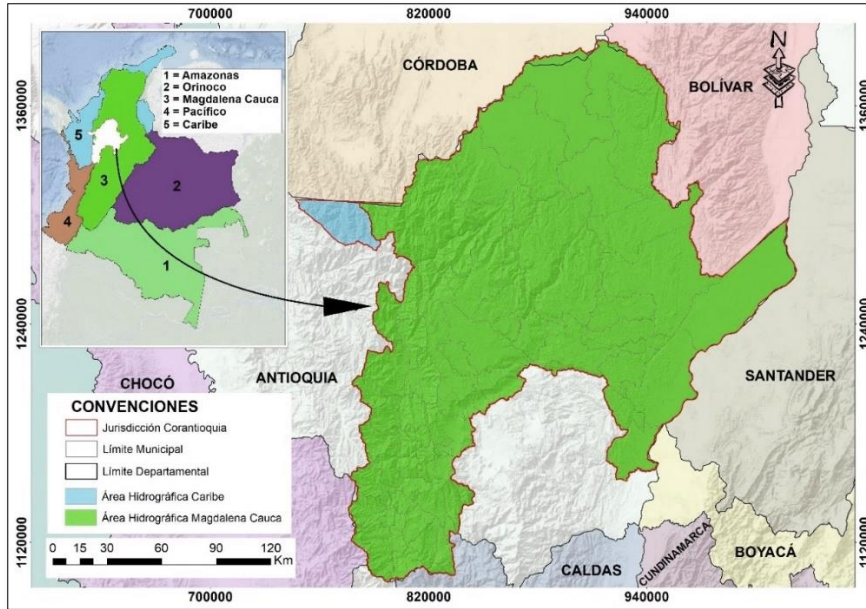 700000
820000
940000
1 = Amazonas
2 = Orinoco
3 = Magdalena Cauca
4 = Pacífico
5 = Caribe
5
3
2
4
1
CÓRDOBA
N
BOLÍVAR
1360000
1360000
1240000
1240000
CHOCÓ
ANTIOQUIA
SANTANDER
CONVENCIONES
Jurisdicción Corantioquia
Límite Municipal
Límite Departamental
Área Hidrográfica Caribe
Área Hidrográfica Magdalena Cauca
0 15 30 60 90 120
Km
1120000
1120000
CALDAS
CUNDINAMARCA
BOYACÁ
700000
820000
940000